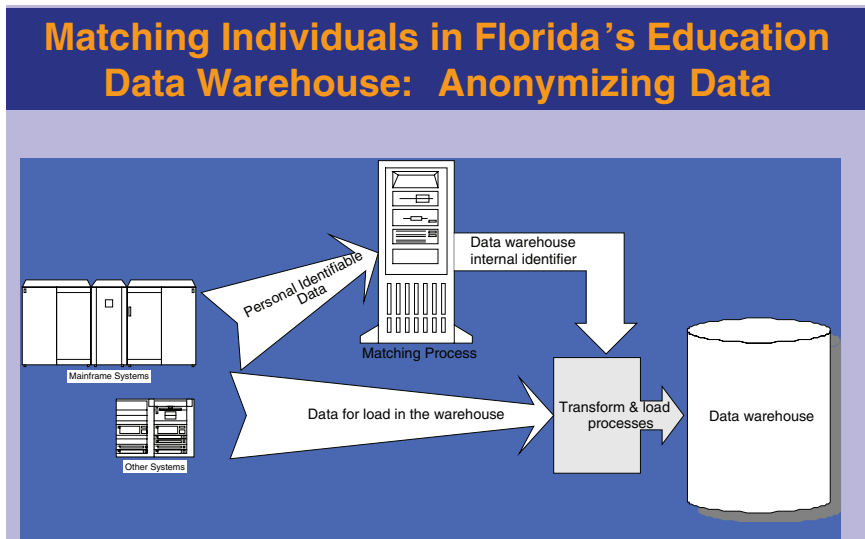 Matching Individuals in Florida’s Education
Data Warehouse: Anonymizing Data
Personal Identifiable
Data
Data warehouse
internal identifier
Matching Process
Mainframe Systems
Data for load in the warehouse
Transform & load
processes
Data warehouse
Other Systems